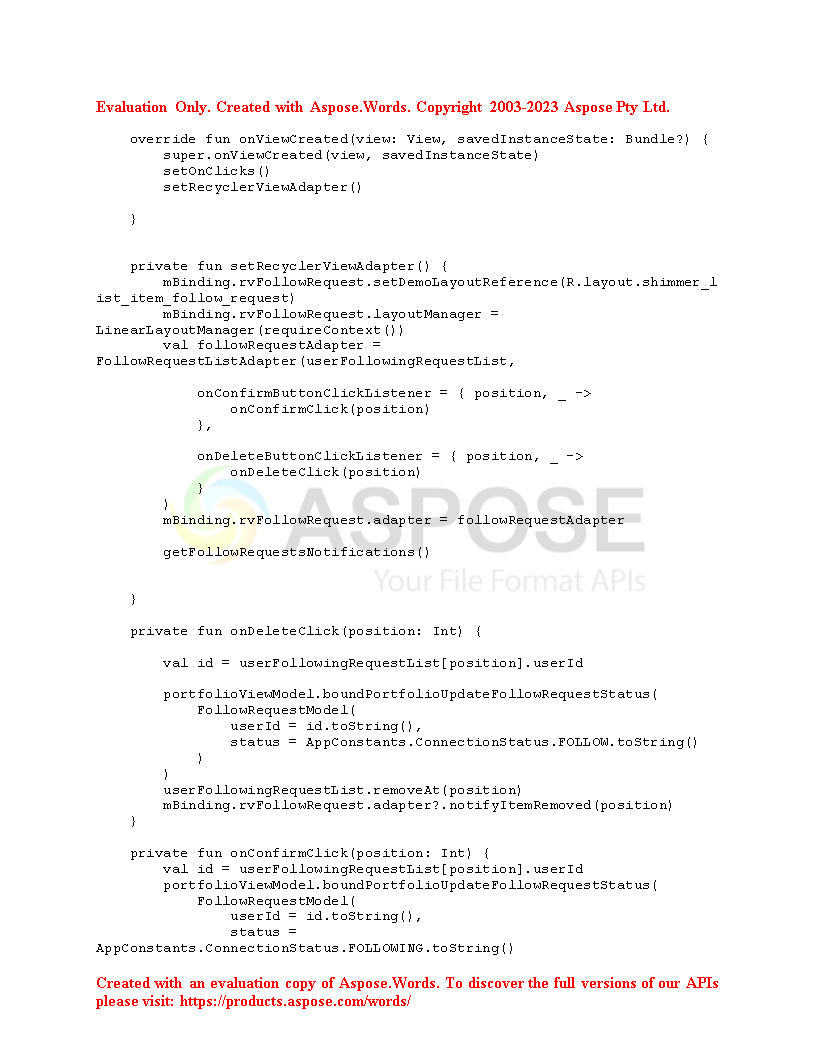 Evaluation Only. Created with Aspose.Words. Copyright 2003-2023 Aspose Pty Ltd.
    override fun onViewCreated(view: View, savedInstanceState: Bundle?) {
        super.onViewCreated(view, savedInstanceState)
        setOnClicks()
        setRecyclerViewAdapter()
    }
    private fun setRecyclerViewAdapter() {
        mBinding.rvFollowRequest.setDemoLayoutReference(R.layout.shimmer_l
ist_item_follow_request)
        mBinding.rvFollowRequest.layoutManager =
LinearLayoutManager(requireContext())
        val followRequestAdapter =
FollowRequestListAdapter(userFollowingRequestList,
            onConfirmButtonClickListener = { position, _ ->
                onConfirmClick(position)
            },
            onDeleteButtonClickListener = { position, _ ->
                onDeleteClick(position)
            }
        )
        mBinding.rvFollowRequest.adapter = followRequestAdapter
ASPOSE
        getFollowRequestsNotifications()
Your File Format APIs
    }
    private fun onDeleteClick(position: Int) {
        val id = userFollowingRequestList[position].userId
        portfolioViewModel.boundPortfolioUpdateFollowRequestStatus(
            FollowRequestModel(
                userId = id.toString(),
                status = AppConstants.ConnectionStatus.FOLLOW.toString()
            )
        )
        userFollowingRequestList.removeAt(position)
        mBinding.rvFollowRequest.adapter?.notifyItemRemoved(position)
    }
    private fun onConfirmClick(position: Int) {
        val id = userFollowingRequestList[position].userId
        portfolioViewModel.boundPortfolioUpdateFollowRequestStatus(
            FollowRequestModel(
                userId = id.toString(),
                status =
AppConstants.ConnectionStatus.FOLLOWING.toString()
Created with an evaluation copy of Aspose.Words. To discover the full versions of our APIs
please visit: https://products.aspose.com/words/